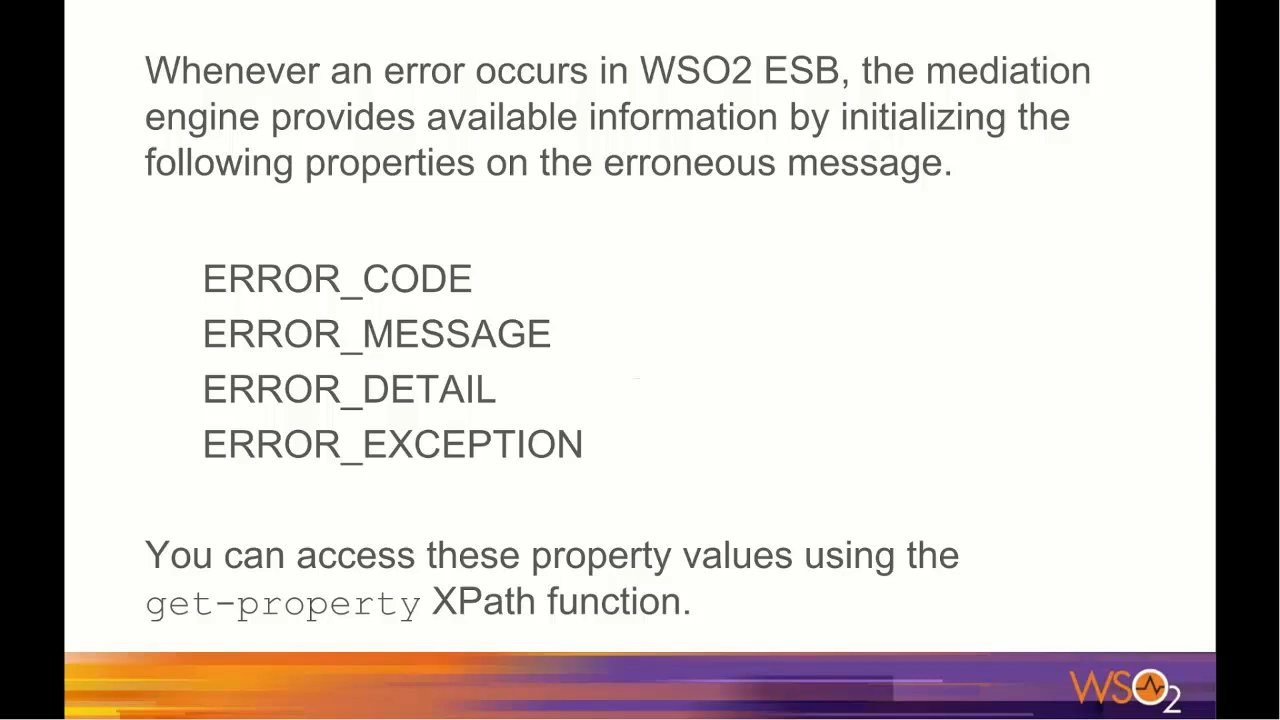 Whenever an error occurs in WSO2 ESB, the mediation
engine provides available information by initializing the
following properties on the erroneous message.
ERROR_CODE
ERROR_MESSAGE
ERROR_DETAIL
ERROR_EXCEPTION
You can access these property values using the
get-property XPath function.
WSO2